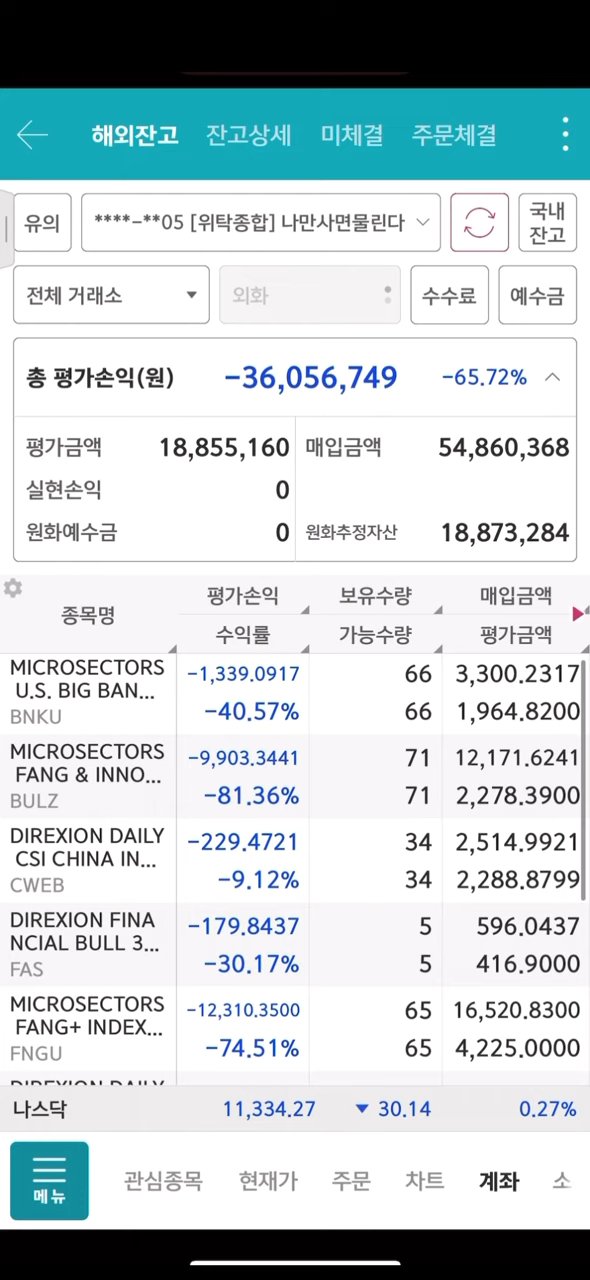 해외잔고 잔고상세 미체결 주문체결
유의 ****-**05 [위탁종합] 나만사면물린다 국내 잔고
전체 거래소 외화 수수료 예수금
총 평가손익(원) -36,056,749 -65.72%
평가금액 18,855,160 매입금액 54,860,368
실현손익 0
원화예수금 0 원화추정자산 18,873,284
종목명 평가손익 보유수량 매입금액
수익률 가능수량 평가금액
MICROSECTORS -1,339.0917 66 3,300.2317
U.S. BIG BAN... -40.57% 66 1,964.8200
BNKU
MICROSECTORS -9,903.3441 71 12,171.6241
FANG & INNO... -81.36% 71 2,278.3900
BULZ
DIREXION DAILY -229.4721 34 2,514.9921
CSI CHINA IN... -9.12% 34 2,288.8799
CWEB
DIREXION FINA -179.8437 5 596.0437
NCIAL BULL 3... -30.17% 5 416.9000
FAS
MICROSECTORS -12,310.3500 65 16,520.8300
FANG+ INDEX... -74.51% 65 4,225.0000
FNGU
DIREXION DAILY
나스닥 11,334.27 ▼ 30.14 0.27%
메뉴 관심종목 현재가 주문 차트 계좌 소